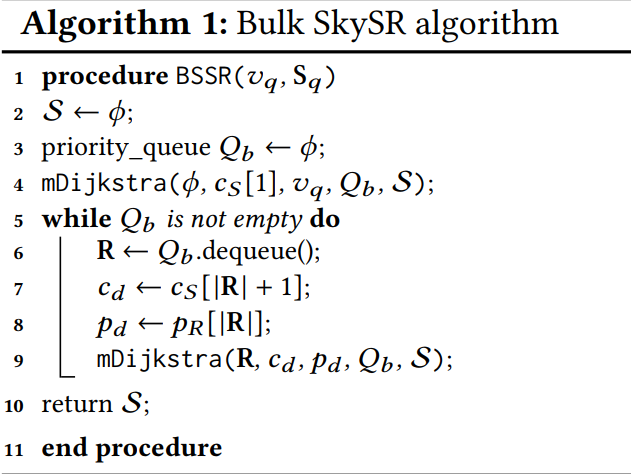 Algorithm 1: Bulk SkySR algorithm
1 procedure BSSR(v_q, S_q)
2 𝒮 ← ϕ;
3 priority_queue Q_b ← ϕ;
4 mDijkstra(ϕ, c_S[1], v_q, Q_b, 𝒮);
5 while Q_b is not empty do
6 R ← Q_b.dequeue();
7 c_d ← c_S[|R| + 1];
8 p_d ← p_R[|R|];
9 mDijkstra(R, c_d, p_d, Q_b, 𝒮);
10 return 𝒮;
11 end procedure